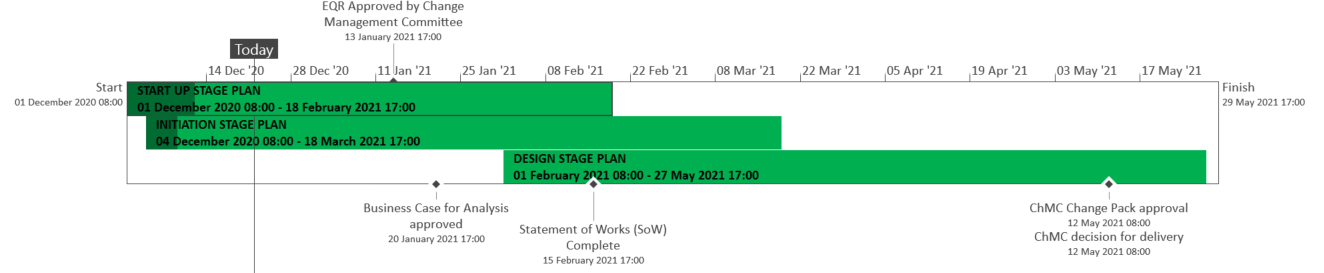 EQR Approved by Change
Management Committee
13 January 2021 17:00
Today
14 Dec '20
28 Dec '20
11 Jan '21
25 Jan '21
08 Feb '21
22 Feb '21
08 Mar '21
22 Mar '21
05 Apr '21
19 Apr '21
03 May '21
17 May '21
Start
01 December 2020 08:00
Finish
29 May 2021 17:00
START UP STAGE PLAN
01 December 2020 08:00 - 18 February 2021 17:00
INITIATION STAGE PLAN
04 December 2020 08:00 - 18 March 2021 17:00
DESIGN STAGE PLAN
01 February 2021 08:00 - 27 May 2021 17:00
Business Case for Analysis
approved
20 January 2021 17:00
Statement of Works (SoW)
Complete
15 February 2021 17:00
ChMC Change Pack approval
12 May 2021 08:00
ChMC decision for delivery
12 May 2021 08:00